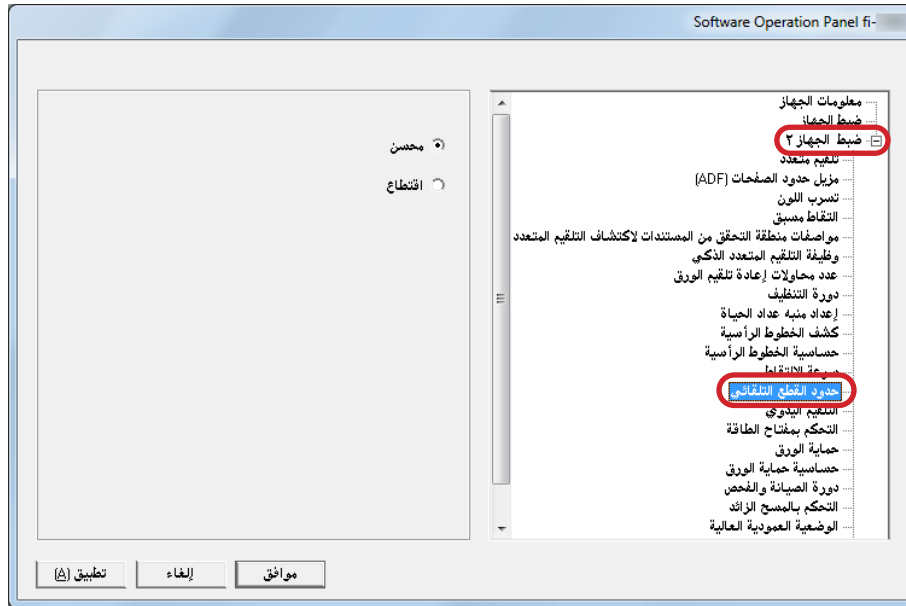 Software Operation Panel fi-
معلومات الجهاز
ضبط الجهاز
ضبط الجهاز ٢
تلقيم متعدد
مزيل حدود الصفحات (ADF)
تسرب اللون
التقاط مسبق
مواصفات منطقة التحقق من المستندات لاكتشاف التلقيم المتعدد
وظيفة التلقيم المتعدد الذكي
عدد محاولات إعادة تلقيم الورق
دورة التنظيف
إعداد منبه عداد الحياة
كشف الخطوط الرأسية
حساسية الخطوط الرأسية
سرعة الالتقاط
حدود القطع التلقائي
التلقيم اليدوي
التحكم بمفتاح الطاقة
حماية الورق
حساسية حماية الورق
دورة الصيانة والفحص
التحكم بالمسح الزائد
الوضعية العمودية العالية
محسن
اقتطاع
موافق
إلغاء
تطبيق (A)